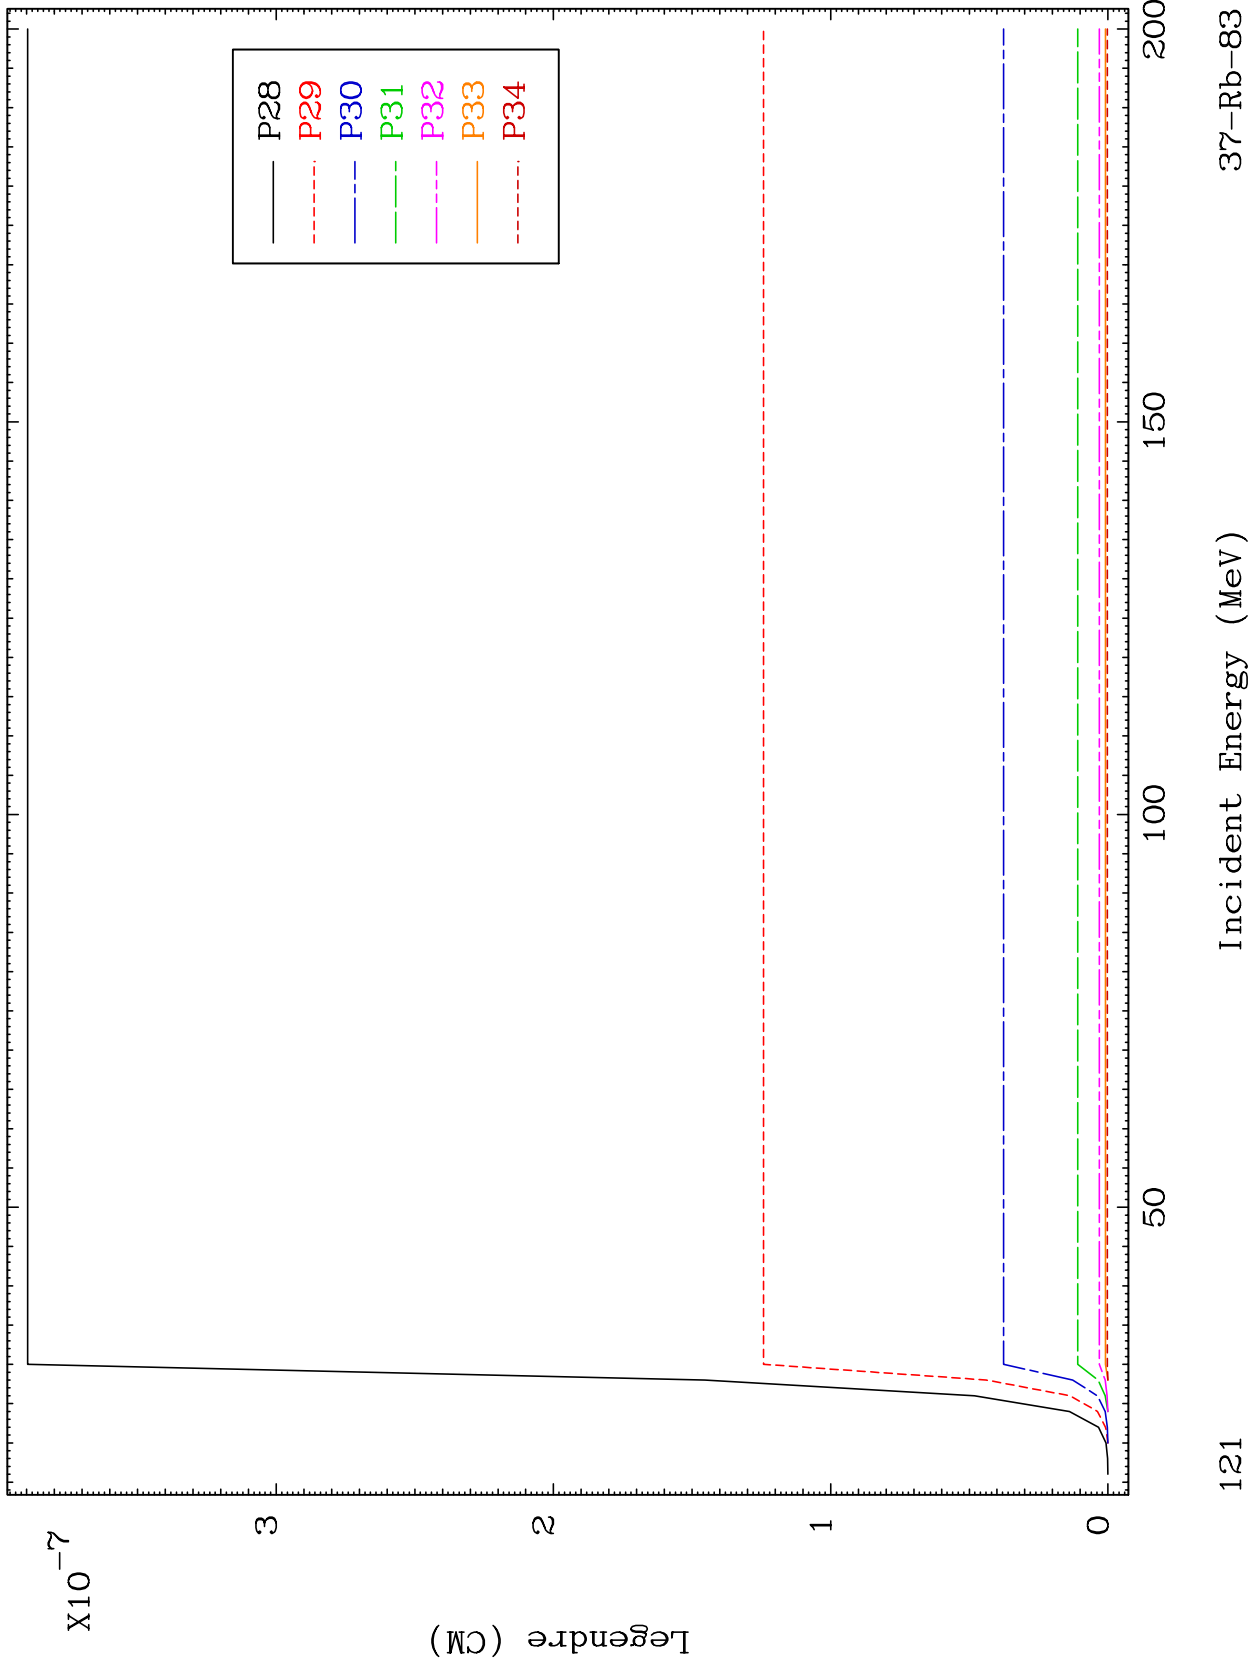 X10-7
3
2
1
0
Legendre (CM)
P28
P29
P30
P31
P32
P33
P34
50
100
150
200
Incident Energy (MeV)
121
37-Rb-83